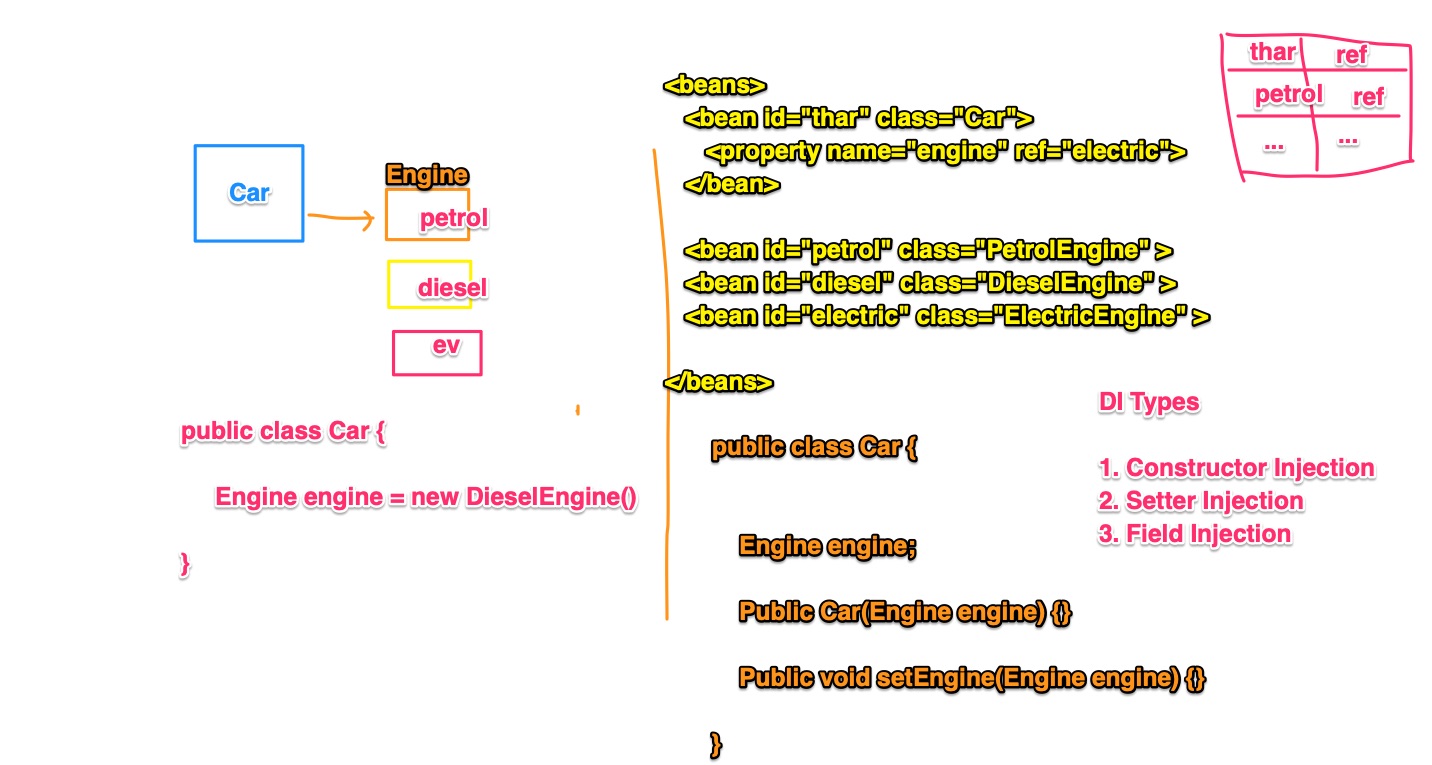 Car
Engine
petrol
diesel
ev
public class Car {
Engine engine = new DieselEngine()
}
<beans>
<bean id="thar" class="Car">
<property name="engine" ref="electric">
</bean>
<bean id="petrol" class="PetrolEngine" >
<bean id="diesel" class="DieselEngine" >
<bean id="electric" class="ElectricEngine" >
</beans>
public class Car {
Engine engine;
Public Car(Engine engine) {}
Public void setEngine(Engine engine) {}
}
thar ref
petrol ref
... ...
DI Types
1. Constructor Injection
2. Setter Injection
3. Field Injection